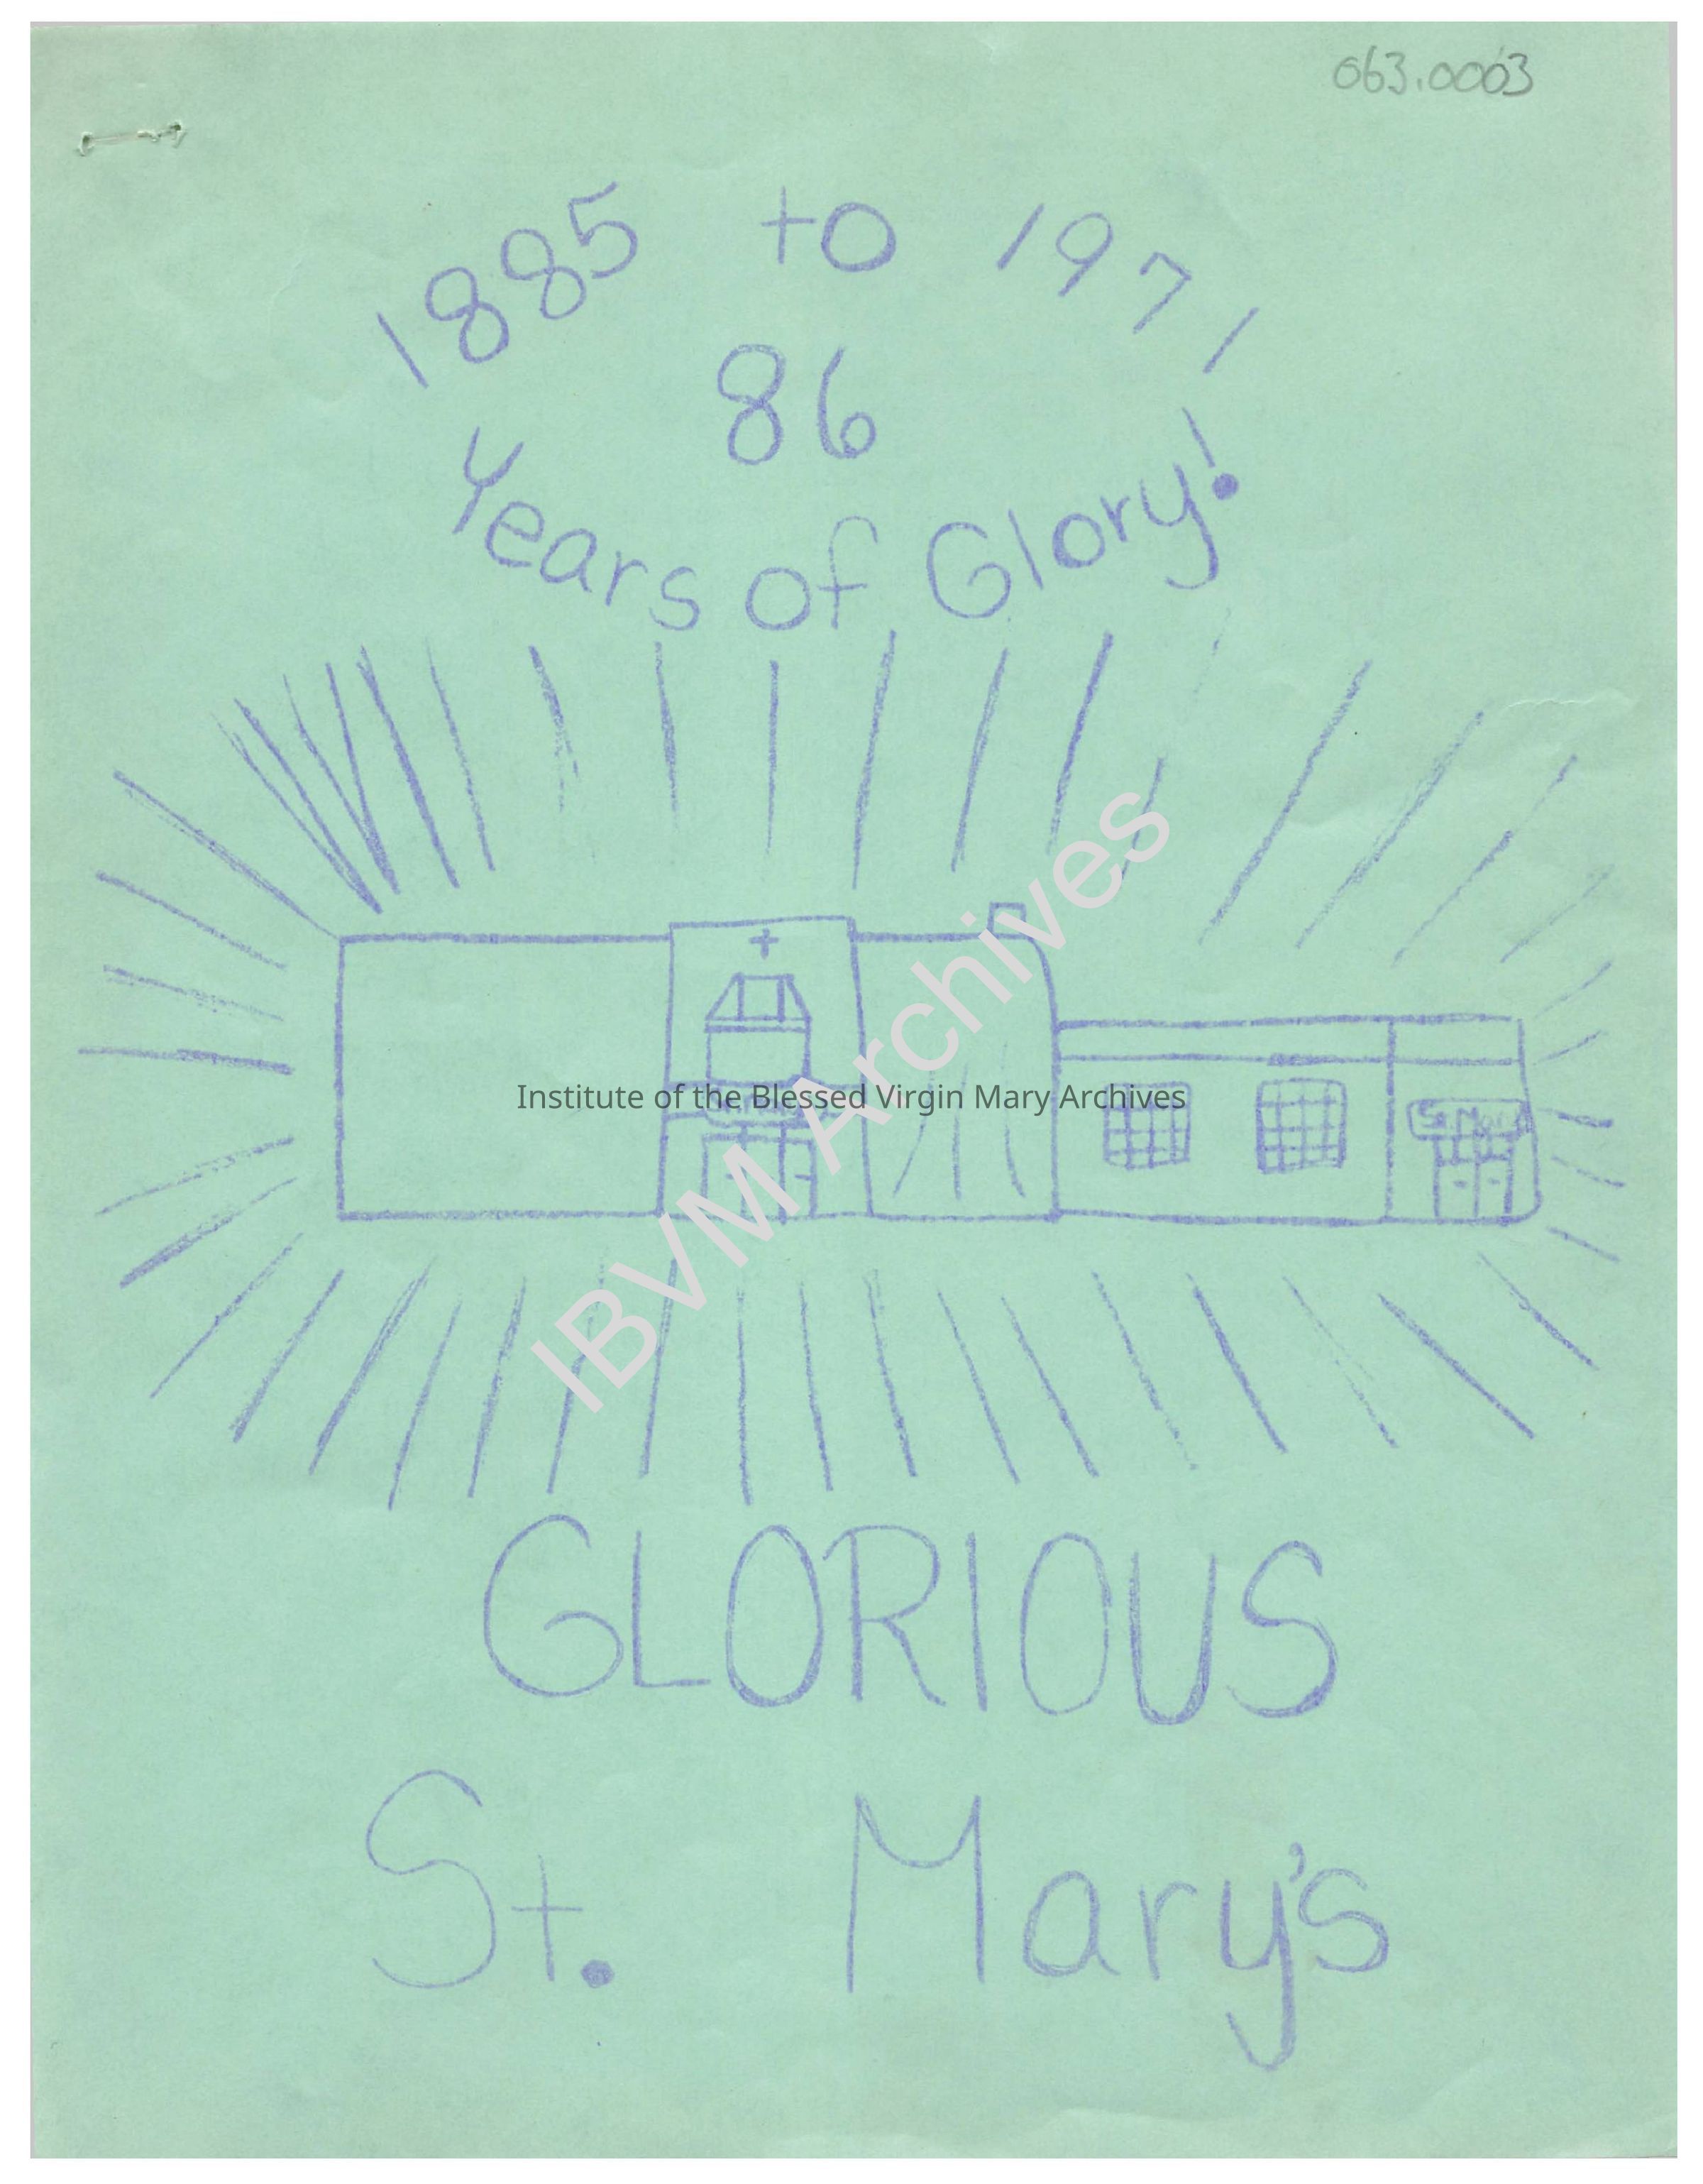 063.0003
1885 to 1971
86
Years of Glory!
Institute of the Blessed Virgin Mary Archives
IBVM Archives
GLORIOUS
St. Mary's